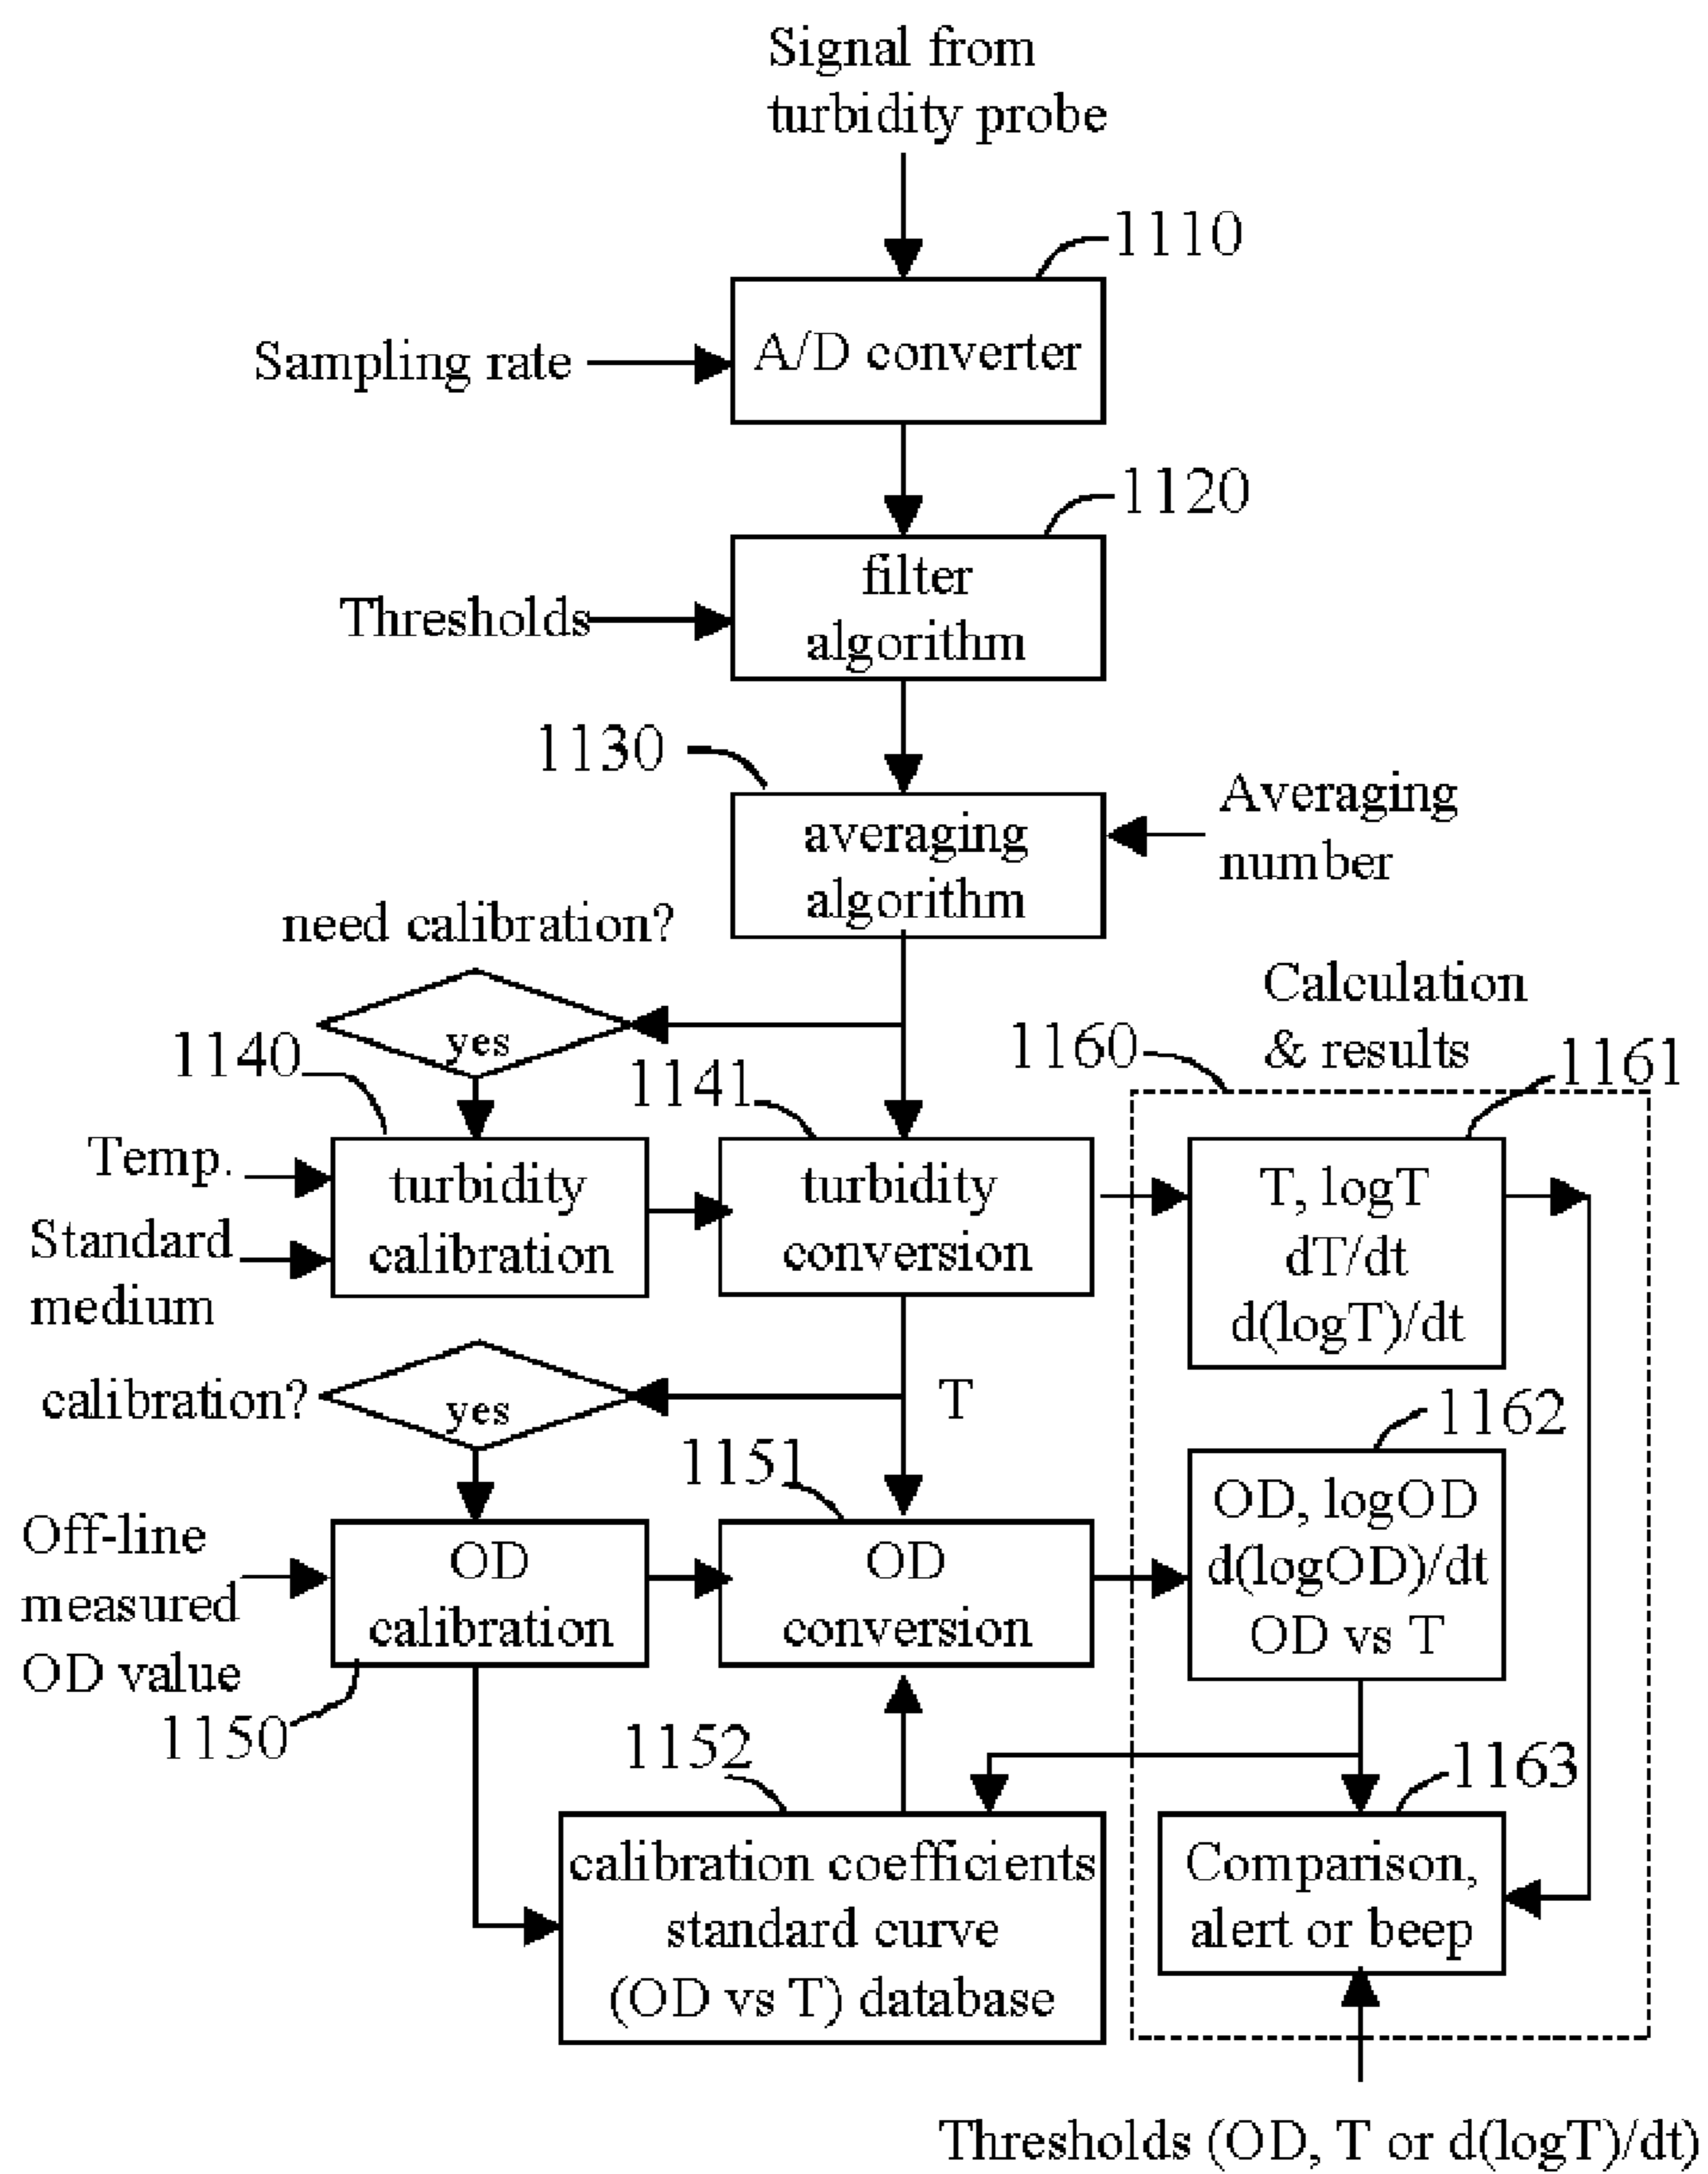 Signal from
turbidity probe
1110
Sampling rate
A/D converter
1120
Thresholds
filter
algorithm
1130
averaging
algorithm
Averaging
number
need calibration?
yes
Calculation
& results
1140
1141
1160
1161
Temp.
Standard
medium
turbidity
calibration
turbidity
conversion
T, logT
dT/dt
d(logT)/dt
calibration?
yes
T
1151
1162
Off-line
measured
OD value
OD
calibration
OD
conversion
OD, logOD
d(logOD)/dt
OD vs T
1150
1152
1163
calibration coefficients
standard curve
(OD vs T) database
Comparison,
alert or beep
Thresholds (OD, T or d(logT)/dt)